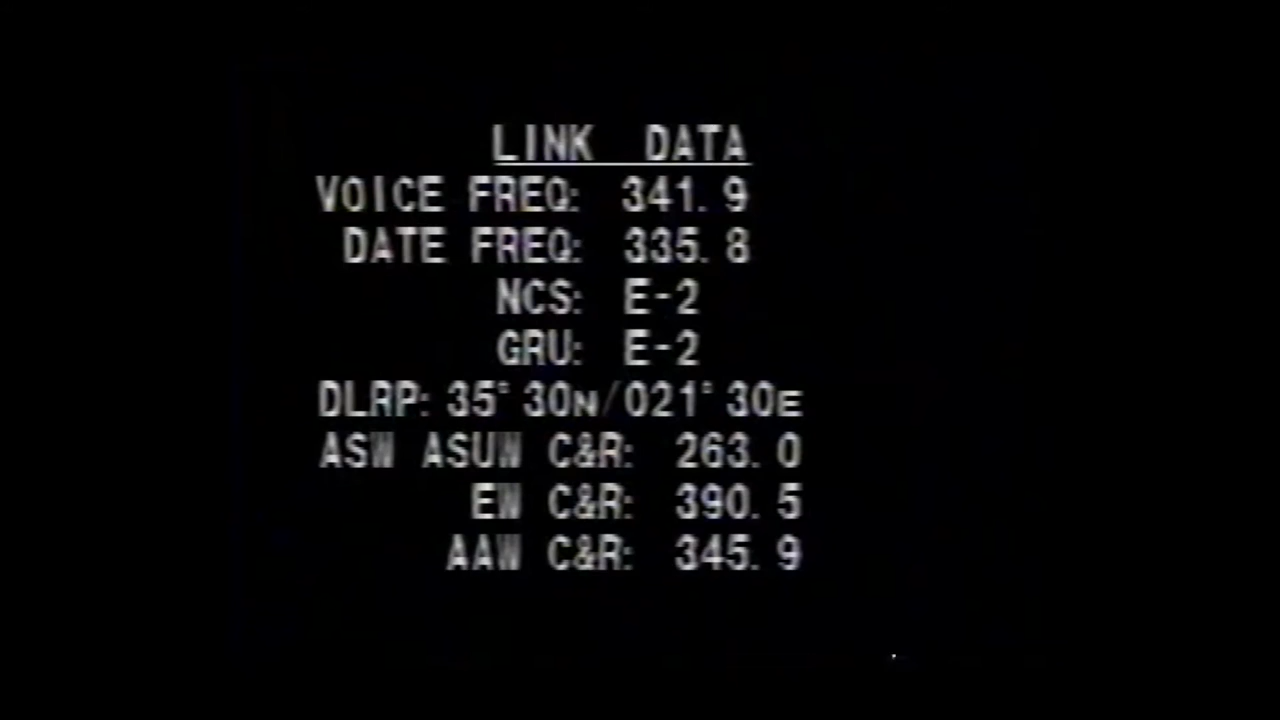 LINK DATA
VOICE FREQ: 341.9
DATE FREQ: 335.8
NCS: E-2
GRU: E-2
DLRP: 35° 30N/021° 30E
ASW ASUW C&R: 263.0
EW C&R: 390.5
AAW C&R: 345.9